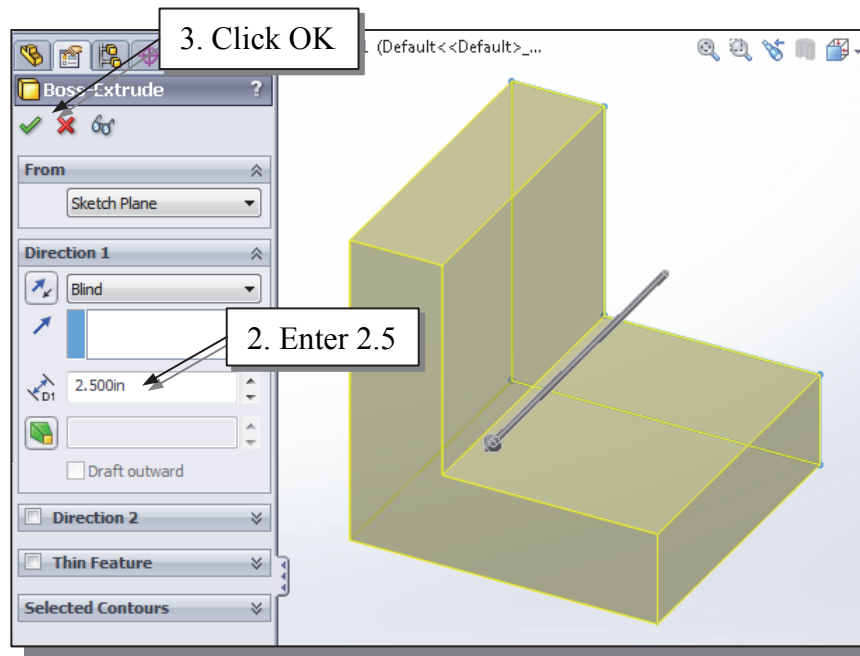 3. Click OK
(Default<<Default>_...
Boss-Extrude ?
From
Sketch Plane
Direction 1
Blind
2. Enter 2.5
D1 2.500in
Draft outward
Direction 2
Thin Feature
Selected Contours